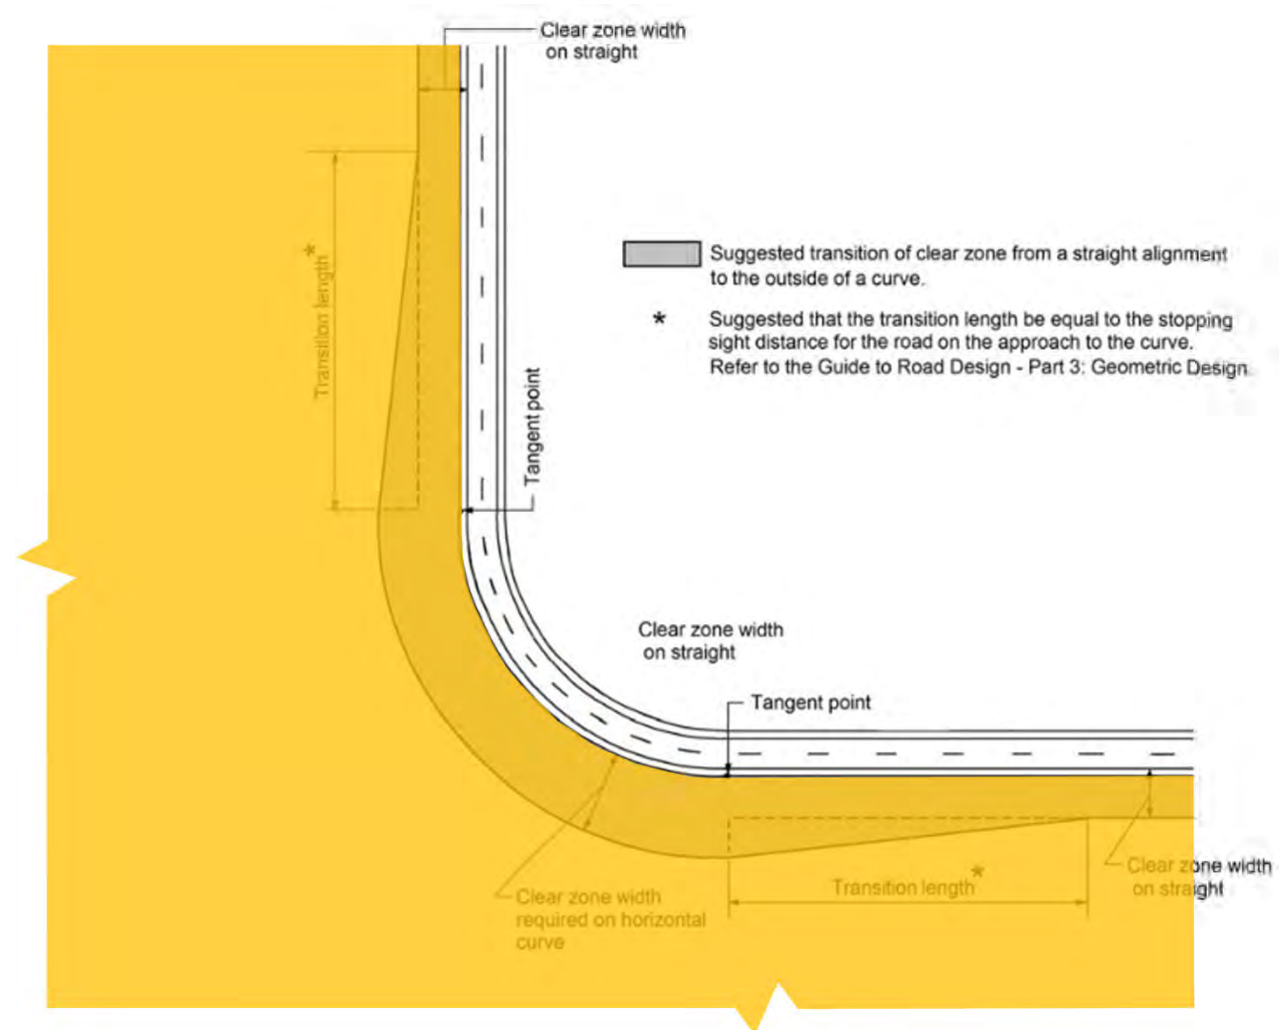 Clear zone width
on straight
Transition length*
Suggested transition of clear zone from a straight alignment
to the outside of a curve.
* Suggested that the transition length be equal to the stopping
sight distance for the road on the approach to the curve.
Refer to the Guide to Road Design - Part 3: Geometric Design.
Tangent point
Clear zone width
on straight
Tangent point
Clear zone width
required on horizontal
curve
Transition length*
Clear zone width
on straight